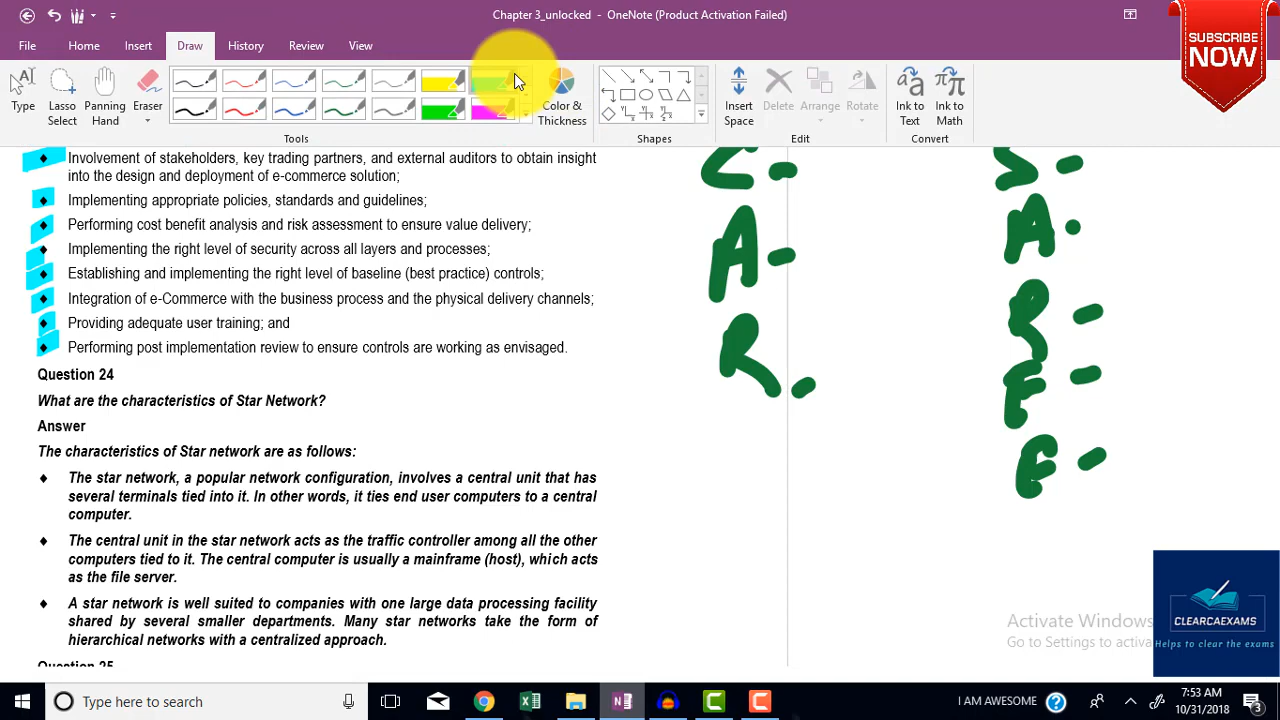 Chapter 3_unlocked - OneNote (Product Activation Failed)
SUBSCRIBE
NOW
File Home Insert Draw History Review View
Type
Lasso
Select
Panning
Hand
Eraser
Color &
Thickness
Insert
Space
Delete
Arrange
Rotate
Ink to
Text
Ink to
Math
Tools Shapes Edit Convert
♦ Involvement of stakeholders, key trading partners, and external auditors to obtain insight
into the design and deployment of e-commerce solution;
♦ Implementing appropriate policies, standards and guidelines;
♦ Performing cost benefit analysis and risk assessment to ensure value delivery;
♦ Implementing the right level of security across all layers and processes;
♦ Establishing and implementing the right level of baseline (best practice) controls;
♦ Integration of e-Commerce with the business process and the physical delivery channels;
♦ Providing adequate user training; and
♦ Performing post implementation review to ensure controls are working as envisaged.
Question 24
What are the characteristics of Star Network?
Answer
The characteristics of Star network are as follows:
♦ The star network, a popular network configuration, involves a central unit that has
several terminals tied into it. In other words, it ties end user computers to a central
computer.
♦ The central unit in the star network acts as the traffic controller among all the other
computers tied to it. The central computer is usually a mainframe (host), which acts
as the file server.
♦ A star network is well suited to companies with one large data processing facility
shared by several smaller departments. Many star networks take the form of
hierarchical networks with a centralized approach.
Question 25
A -
R -
S -
A -
R -
F -
E -
Activate Windows
Go to Settings to activa
CLEARCAEXAMS
Helps to clear the exams
Type here to search
I AM AWESOME
7:53 AM
10/31/2018
3